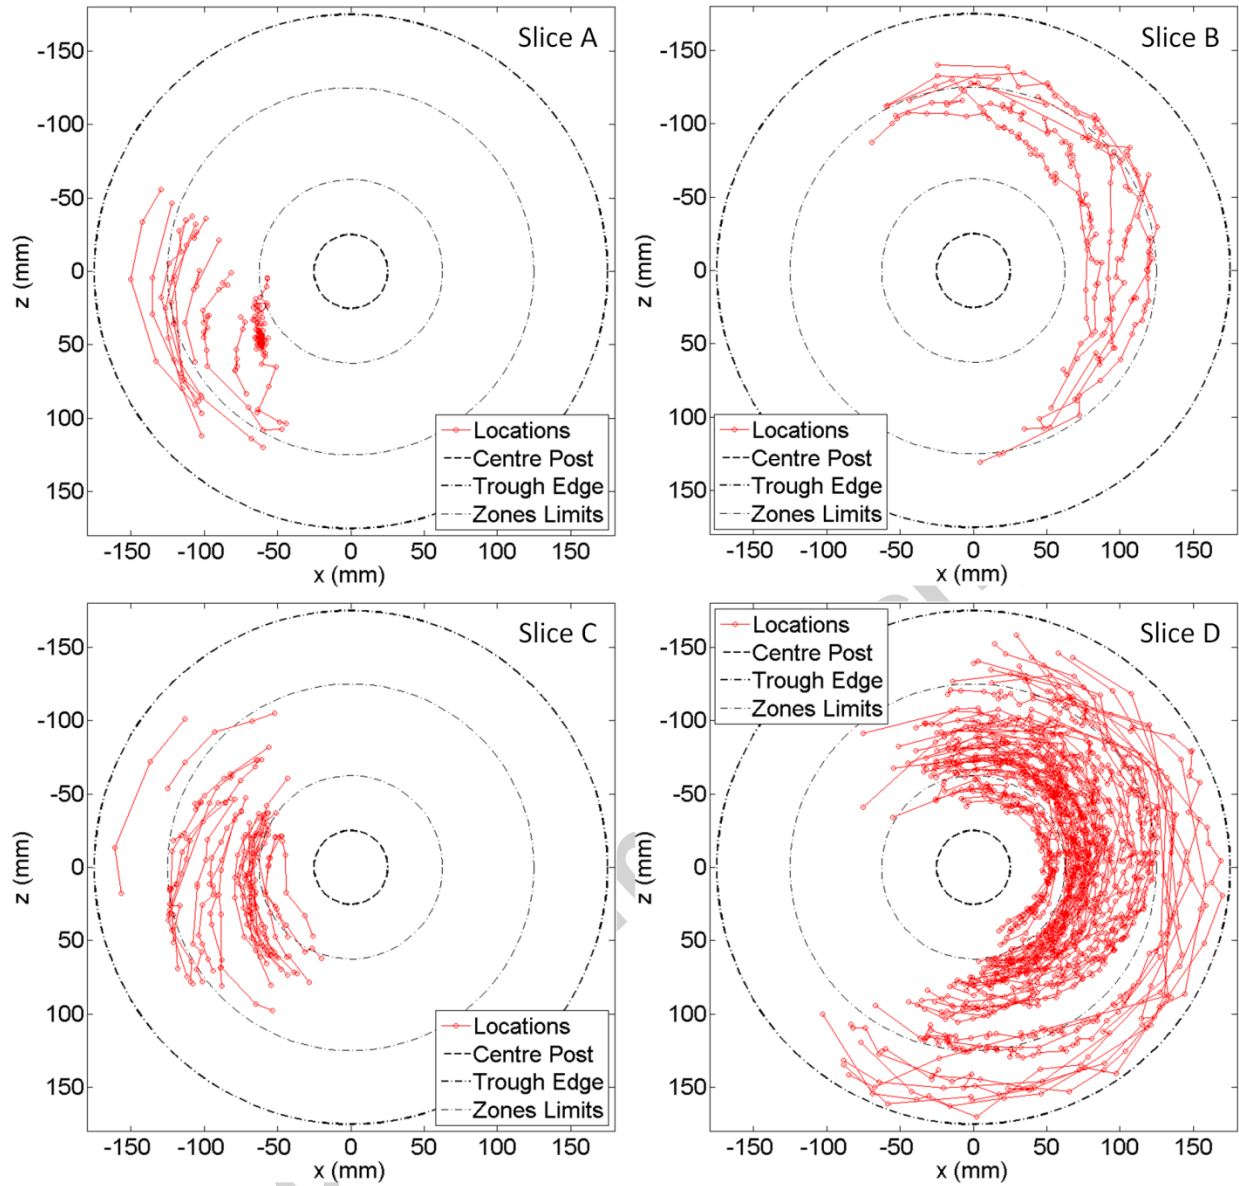 Slice A
-150
-100
-50
0
50
100
150
z (mm)
-150 -100 -50 0 50 100 150
x (mm)
Locations
Centre Post
Trough Edge
Zones Limits
Slice B
-150
-100
-50
0
50
100
150
z (mm)
-150 -100 -50 0 50 100 150
x (mm)
Locations
Centre Post
Trough Edge
Zones Limits
Slice C
-150
-100
-50
0
50
100
150
z (mm)
-150 -100 -50 0 50 100 150
x (mm)
Locations
Centre Post
Trough Edge
Zones Limits
Slice D
-150
-100
-50
0
50
100
150
z (mm)
-150 -100 -50 0 50 100 150
x (mm)
Locations
Centre Post
Trough Edge
Zones Limits